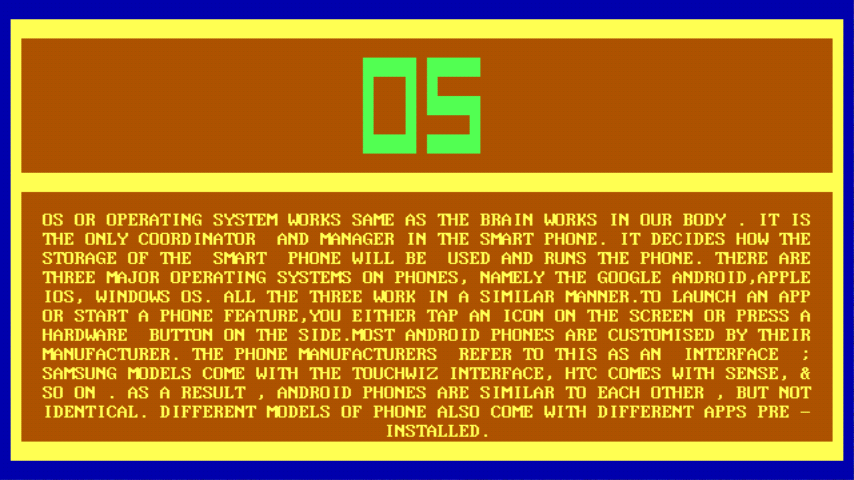 OS
OS OR OPERATING SYSTEM WORKS SAME AS THE BRAIN WORKS IN OUR BODY . IT IS
THE ONLY COORDINATOR  AND MANAGER IN THE SMART PHONE. IT DECIDES HOW THE
STORAGE OF THE  SMART  PHONE WILL BE  USED AND RUNS THE PHONE. THERE ARE
THREE MAJOR OPERATING SYSTEMS ON PHONES, NAMELY THE GOOGLE ANDROID,APPLE
IOS, WINDOWS OS. ALL THE THREE WORK IN A SIMILAR MANNER.TO LAUNCH AN APP
OR START A PHONE FEATURE,YOU EITHER TAP AN ICON ON THE SCREEN OR PRESS A
HARDWARE  BUTTON ON THE SIDE.MOST ANDROID PHONES ARE CUSTOMISED BY THEIR
MANUFACTURER. THE PHONE MANUFACTURERS  REFER TO THIS AS AN  INTERFACE  ;
SAMSUNG MODELS COME WITH THE TOUCHWIZ INTERFACE, HTC COMES WITH SENSE, &
SO ON . AS A RESULT , ANDROID PHONES ARE SIMILAR TO EACH OTHER , BUT NOT
IDENTICAL. DIFFERENT MODELS OF PHONE ALSO COME WITH DIFFERENT APPS PRE -
INSTALLED.